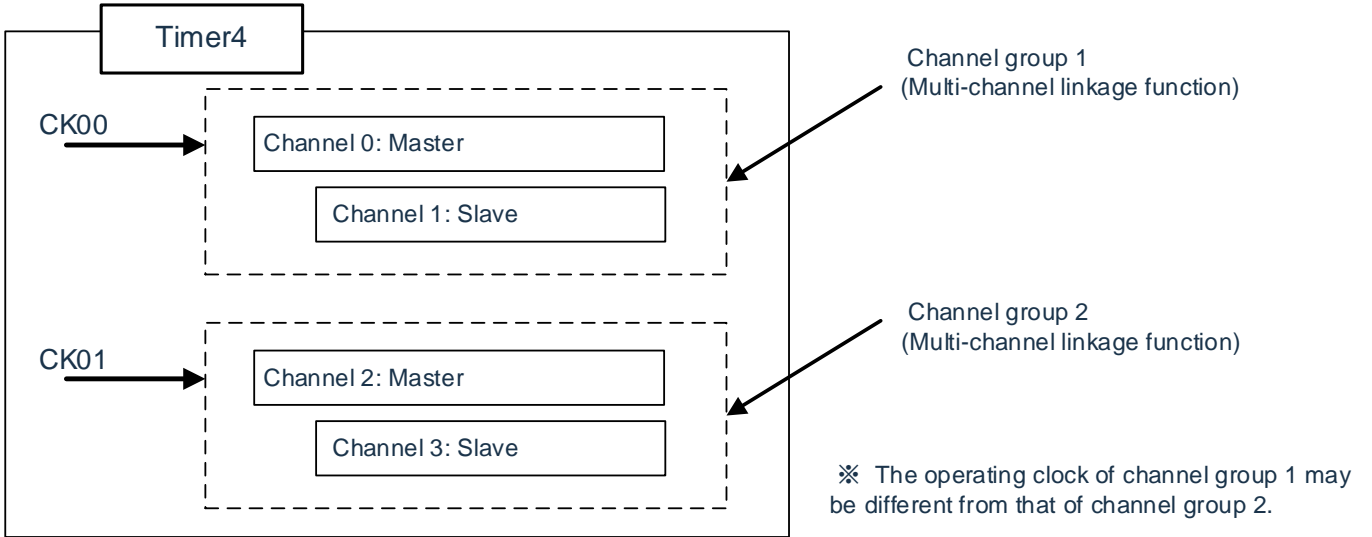 Timer4
Channel group 1
(Multi-channel linkage function)
CK00
Channel 0: Master
Channel 1: Slave
Channel group 2
(Multi-channel linkage function)
CK01
Channel 2: Master
Channel 3: Slave
※ The operating clock of channel group 1 may
be different from that of channel group 2.